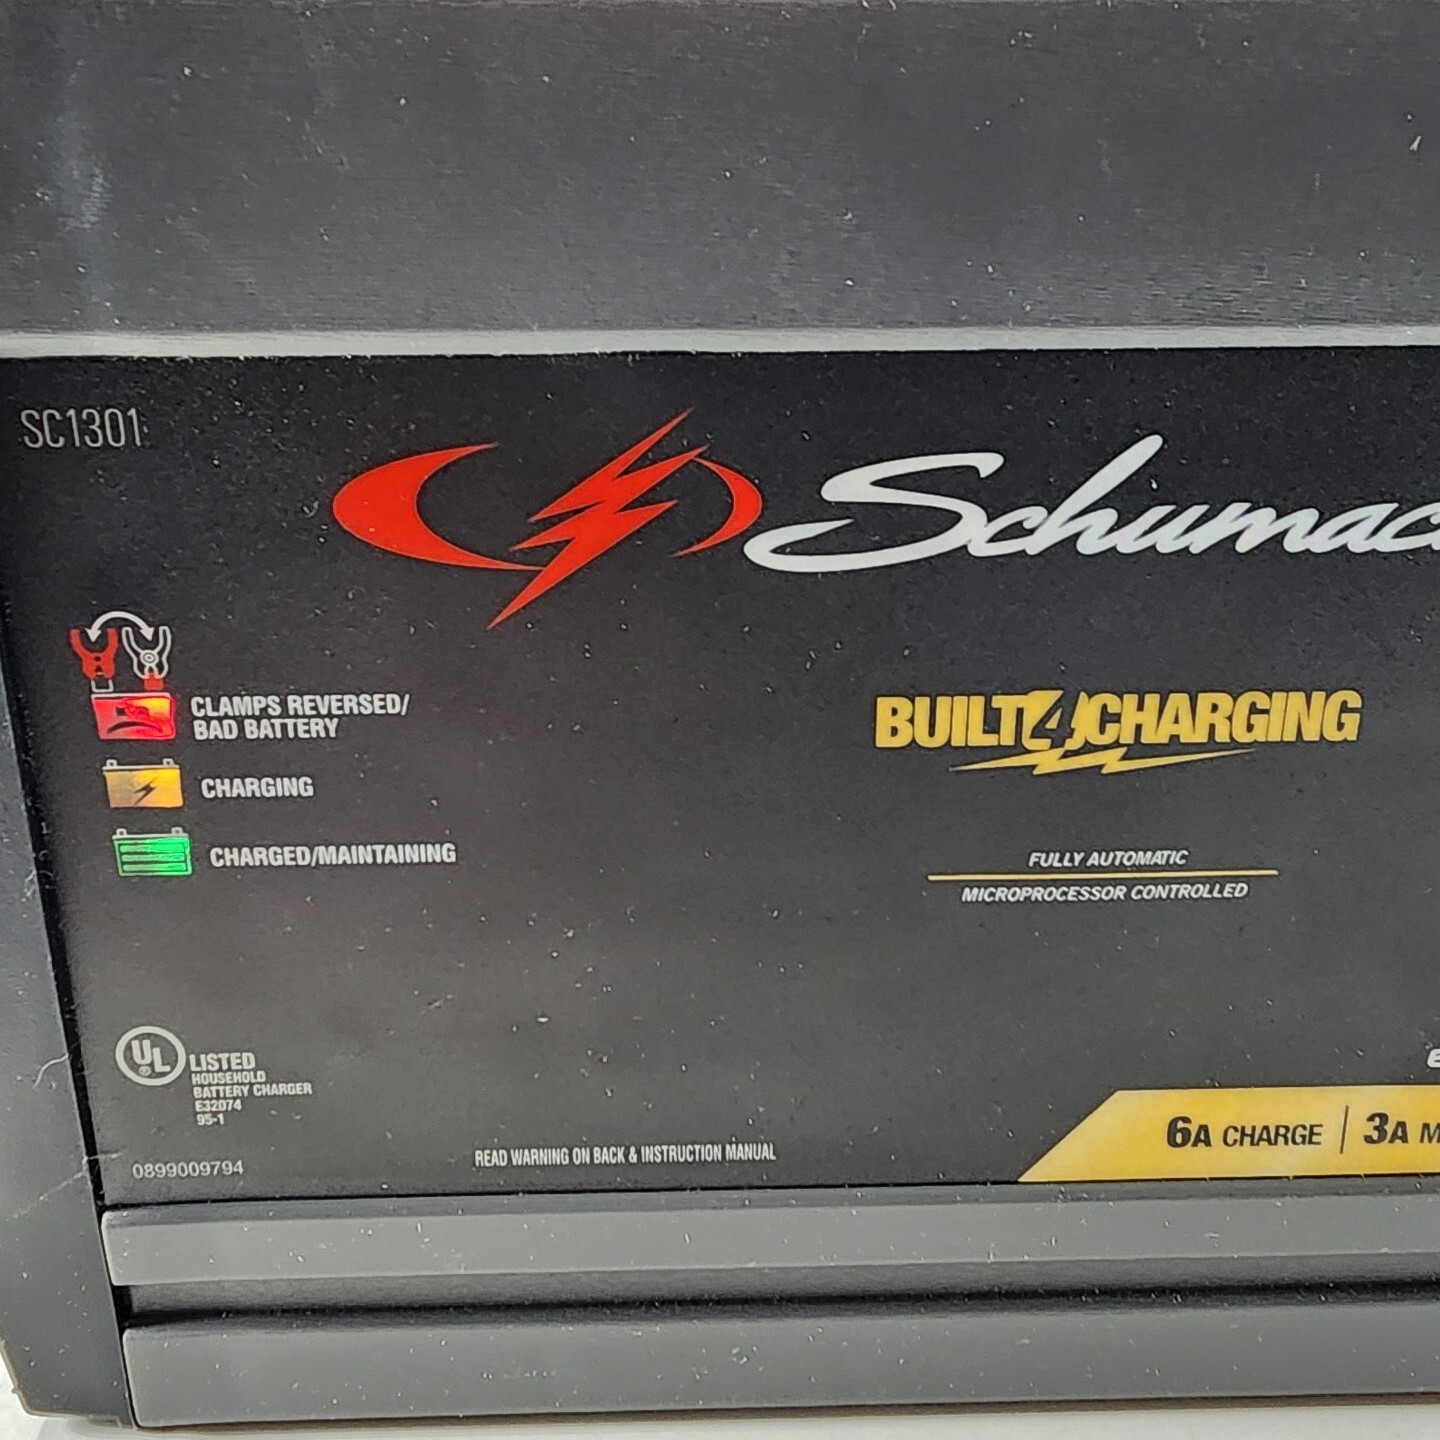 SC1301
Schumac
CLAMPS REVERSED/
BAD BATTERY
CHARGING
CHARGED/MAINTAINING
BUILT4CHARGING
FULLY AUTOMATIC
MICROPROCESSOR CONTROLLED
UL® LISTED
HOUSEHOLD
BATTERY CHARGER
E32074
95-1
0899009794
READ WARNING ON BACK & INSTRUCTION MANUAL
6A CHARGE | 3A M